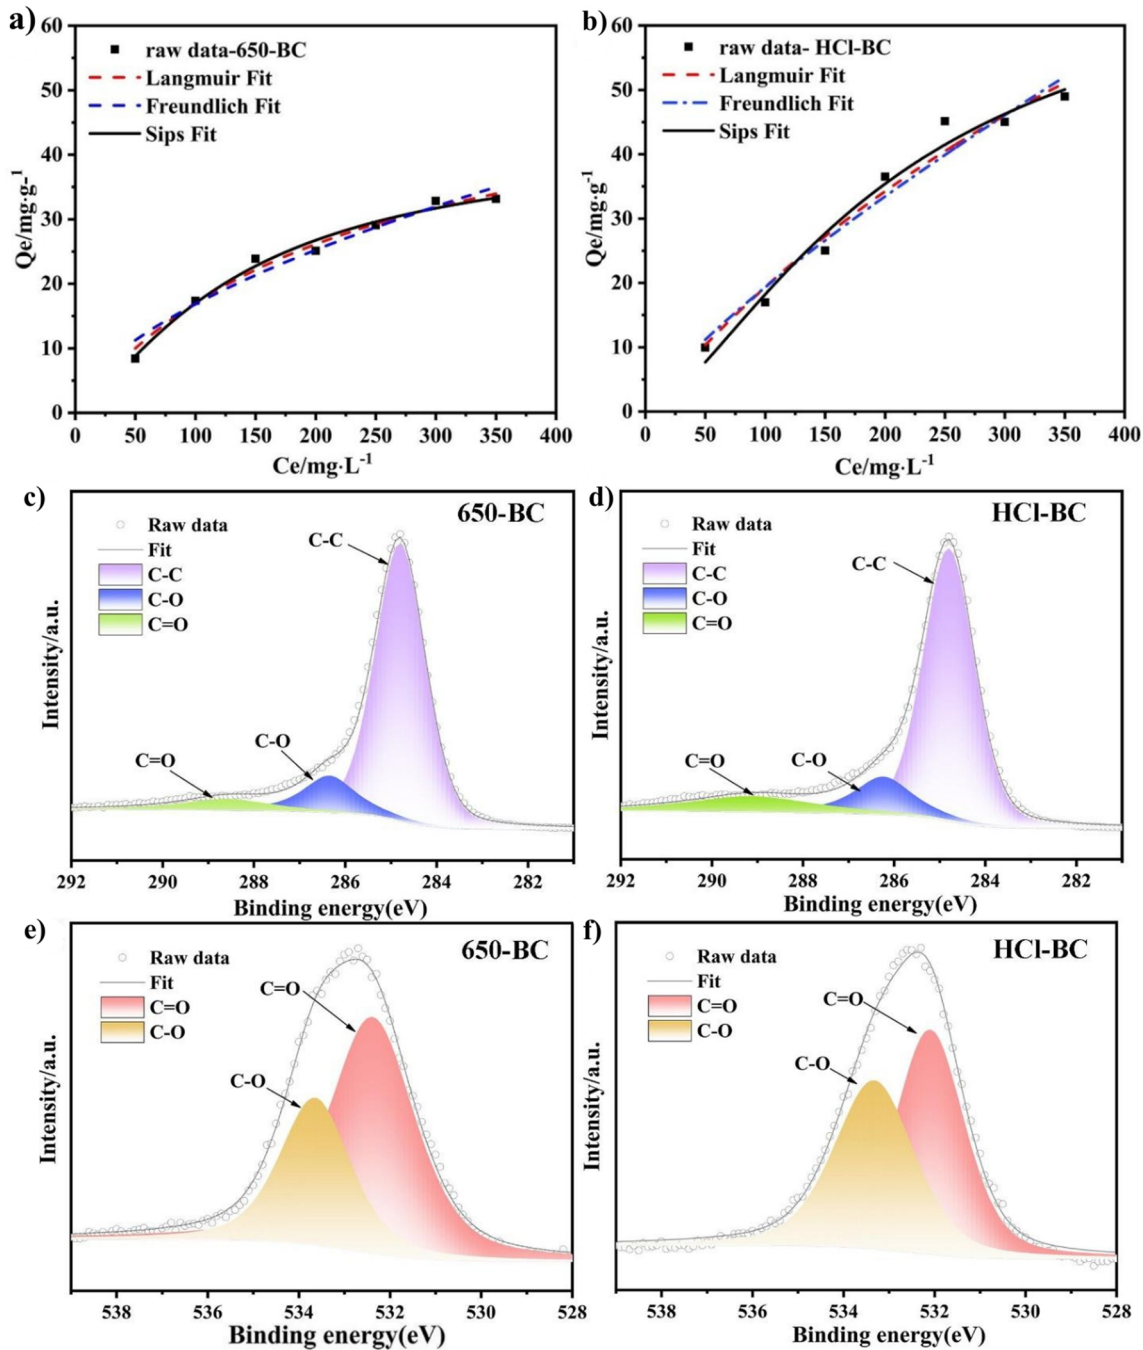 a)
60
50
40
30
20
10
0
Qe/mg·g-¹
raw data-650-BC
Langmuir Fit
Freundlich Fit
Sips Fit
0 50 100 150 200 250 300 350 400
Ce/mg·L-1
b)
60
50
40
30
20
10
0
Qe/mg·g-1
raw data- HCl-BC
Langmuir Fit
Freundlich Fit
Sips Fit
0 50 100 150 200 250 300 350 400
Ce/mg·L-1
c)
650-BC
Raw data
Fit
C-C
C-O
C=O
C-C
C-O
C=O
Intensity/a.u.
292 290 288 286 284 282
Binding energy(eV)
d)
HCl-BC
Raw data
Fit
C-C
C-O
C=O
C-C
C-O
C=O
Intensity/a.u.
292 290 288 286 284 282
Binding energy(eV)
e)
650-BC
Raw data
Fit
C=O
C-O
C=O
C-O
Intensity/a.u.
538 536 534 532 530 528
Binding energy(eV)
f)
HCl-BC
Raw data
Fit
C=O
C-O
C=O
C-O
Intensity/a.u.
538 536 534 532 530 528
Binding energy(eV)